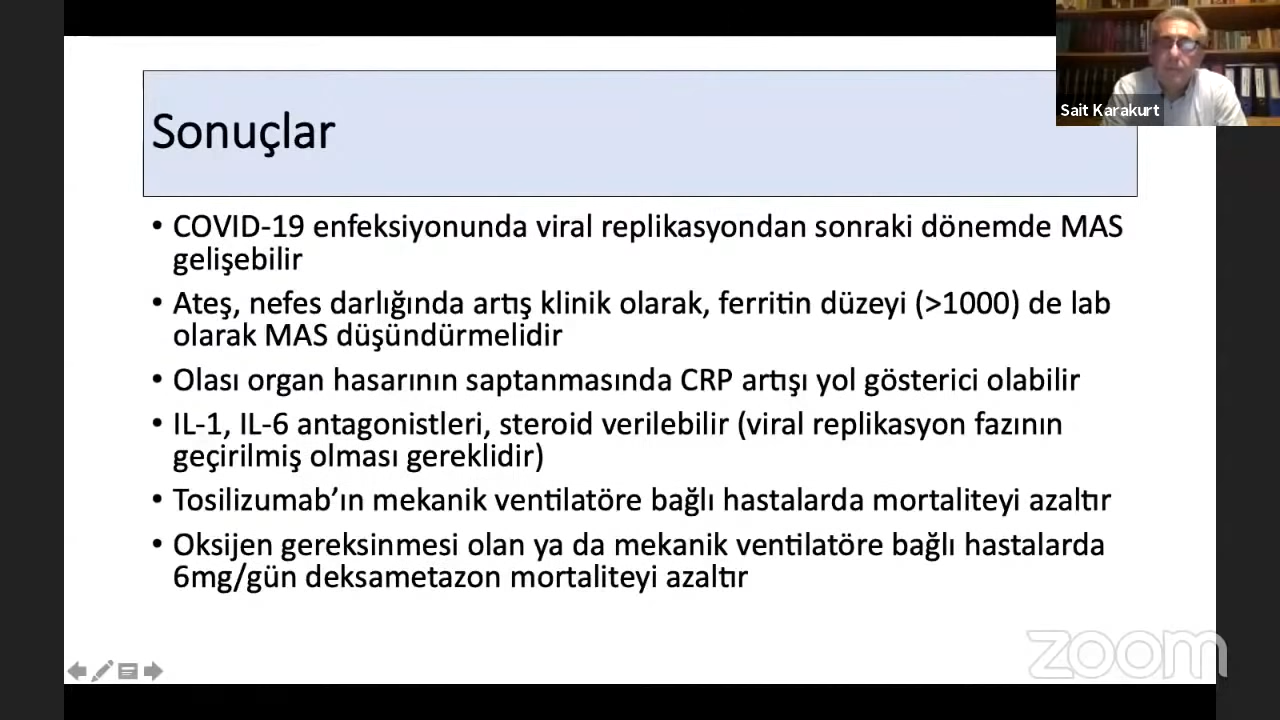 Sait Karakurt
Sonuçlar
• COVID-19 enfeksiyonunda viral replikasyondan sonraki dönemde MAS
gelişebilir
• Ateş, nefes darlığında artış klinik olarak, ferritin düzeyi (>1000) de lab
olarak MAS düşündürmelidir
• Olası organ hasarının saptanmasında CRP artışı yol gösterici olabilir
• IL-1, IL-6 antagonistleri, steroid verilebilir (viral replikasyon fazının
geçirilmiş olması gereklidir)
• Tosilizumab’ın mekanik ventilatöre bağlı hastalarda mortaliteyi azaltır
• Oksijen gereksinmesi olan ya da mekanik ventilatöre bağlı hastalarda
6mg/gün deksametazon mortaliteyi azaltır
zoom